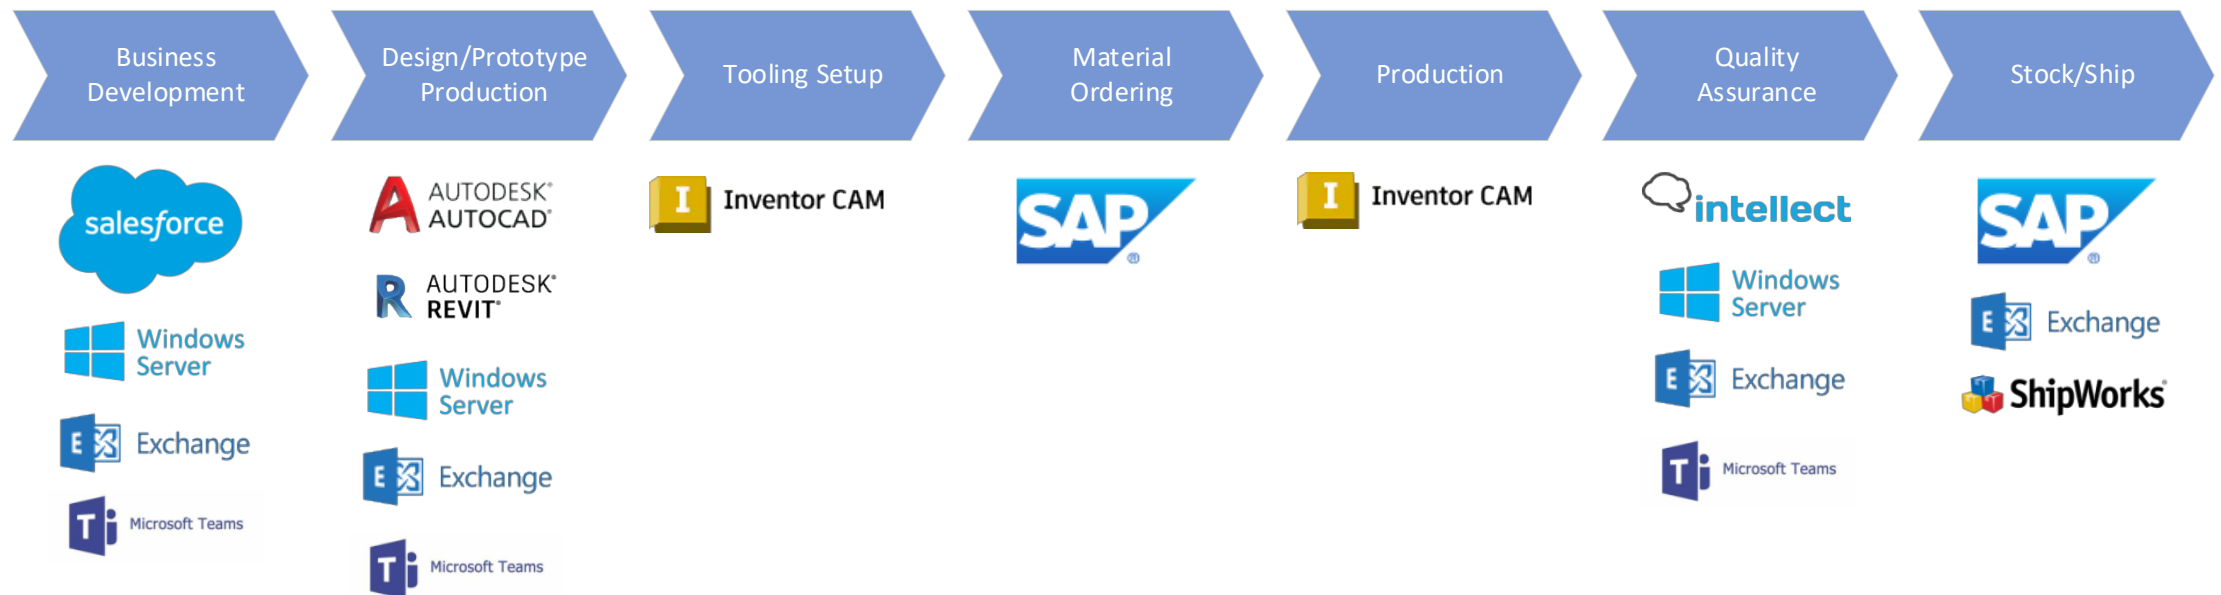 Business
Development
Design/Prototype
Production
Tooling Setup
Material
Ordering
Production
Quality
Assurance
Stock/Ship
salesforce
Windows
Server
E Exchange
T Microsoft Teams
A AUTODESK®
AUTOCAD®
R AUTODESK®
REVIT®
Windows
Server
E Exchange
T Microsoft Teams
I Inventor CAM
SAP®
I Inventor CAM
intellect
Windows
Server
E Exchange
T Microsoft Teams
SAP®
E Exchange
ShipWorks®